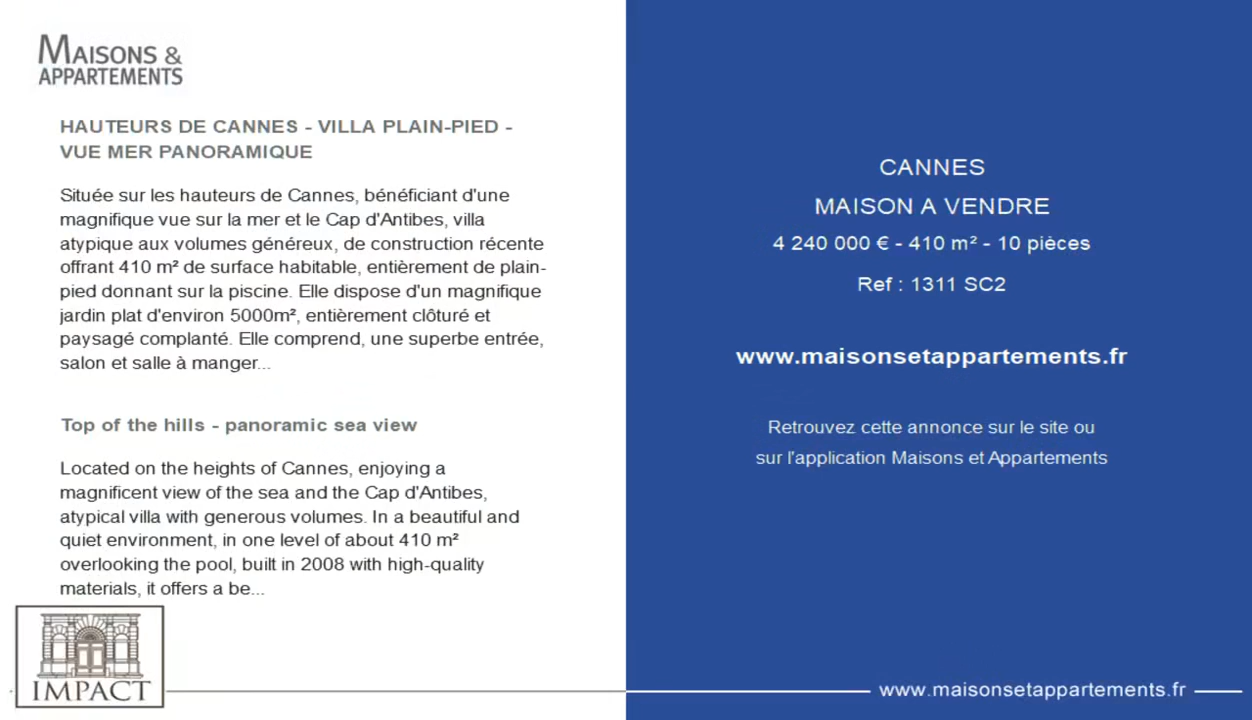 MAISONS &
APPARTEMENTS
HAUTEURS DE CANNES - VILLA PLAIN-PIED -
VUE MER PANORAMIQUE
Située sur les hauteurs de Cannes, bénéficiant d'une
magnifique vue sur la mer et le Cap d'Antibes, villa
atypique aux volumes généreux, de construction récente
offrant 410 m² de surface habitable, entièrement de plain-
pied donnant sur la piscine. Elle dispose d'un magnifique
jardin plat d'environ 5000m², entièrement clôturé et
paysagé complanté. Elle comprend, une superbe entrée,
salon et salle à manger...
Top of the hills - panoramic sea view
Located on the heights of Cannes, enjoying a
magnificent view of the sea and the Cap d'Antibes,
atypical villa with generous volumes. In a beautiful and
quiet environment, in one level of about 410 m²
overlooking the pool, built in 2008 with high-quality
materials, it offers a be...
IMPACT
CANNES
MAISON A VENDRE
4 240 000 € - 410 m² - 10 pièces
Ref : 1311 SC2
www.maisonsetappartements.fr
Retrouvez cette annonce sur le site ou
sur l'application Maisons et Appartements
www.maisonsetappartements.fr